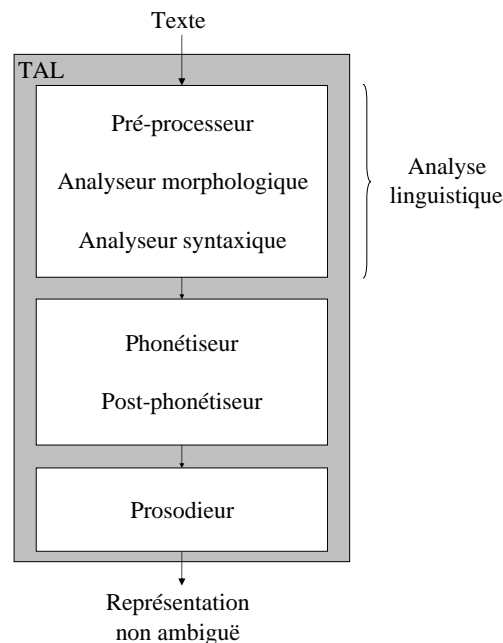 Texte
TAL
Pré-processeur
Analyseur morphologique
Analyseur syntaxique
Analyse
linguistique
Phonétiseur
Post-phonétiseur
Prosodieur
Représentation
non ambiguë